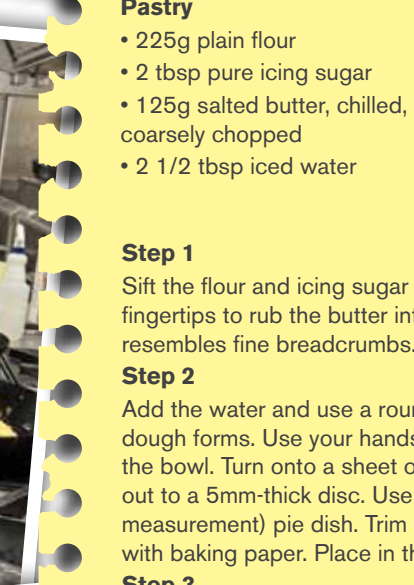 Pastry
• 225g plain flour
• 2 tbsp pure icing sugar
• 125g salted butter, chilled,
coarsely chopped
• 2 1/2 tbsp iced water
Step 1
Sift the flour and icing sugar
fingertips to rub the butter
resembles fine breadcrumbs.
Step 2
Add the water and use a
dough forms. Use your hands
the bowl. Turn onto a sheet
out to a 5mm-thick disc. Use
measurement) pie dish. Trim
with baking paper. Place in
Step 3